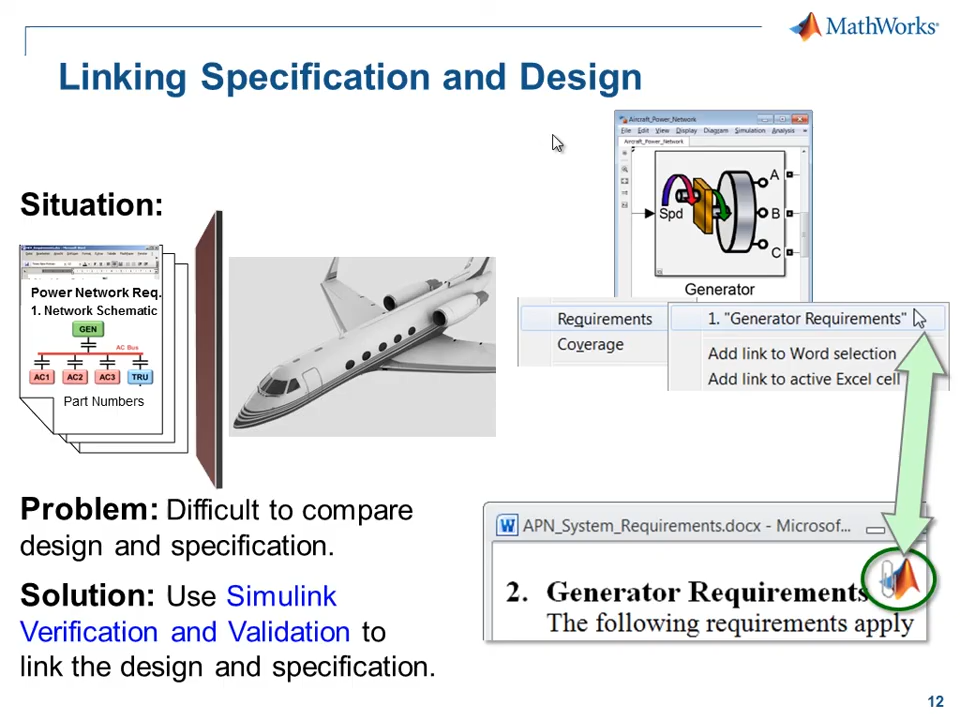 MathWorks®
Linking Specification and Design
Situation:
Power Network Req.
1. Network Schematic
GEN
AC Bus
AC1 AC2 AC3 TRU
Part Numbers
Aircraft_Power_Network
File Edit View Display Diagram Simulation Analysis
Aircraft_Power_Network
Spd
A
B
C
Generator
Requirements
Coverage
1. "Generator Requirements"
Add link to Word selection
Add link to active Excel cell
Problem: Difficult to compare
design and specification.
Solution: Use Simulink
Verification and Validation to
link the design and specification.
APN_System_Requirements.docx - Microsof...
2. Generator Requirements
The following requirements apply
12